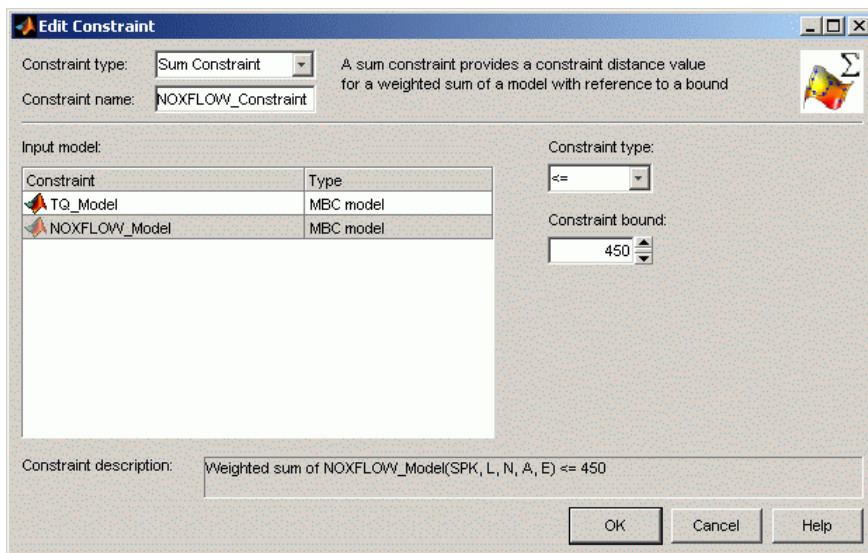 Edit Constraint
Constraint type: Sum Constraint
A sum constraint provides a constraint distance value
for a weighted sum of a model with reference to a bound
Constraint name: NOXFLOW_Constraint
Σ
Input model:
Constraint Type
TQ_Model MBC model
NOXFLOW_Model MBC model
Constraint type:
<=
Constraint bound:
450
Constraint description: Weighted sum of NOXFLOW_Model(SPK, L, N, A, E) <= 450
OK Cancel Help